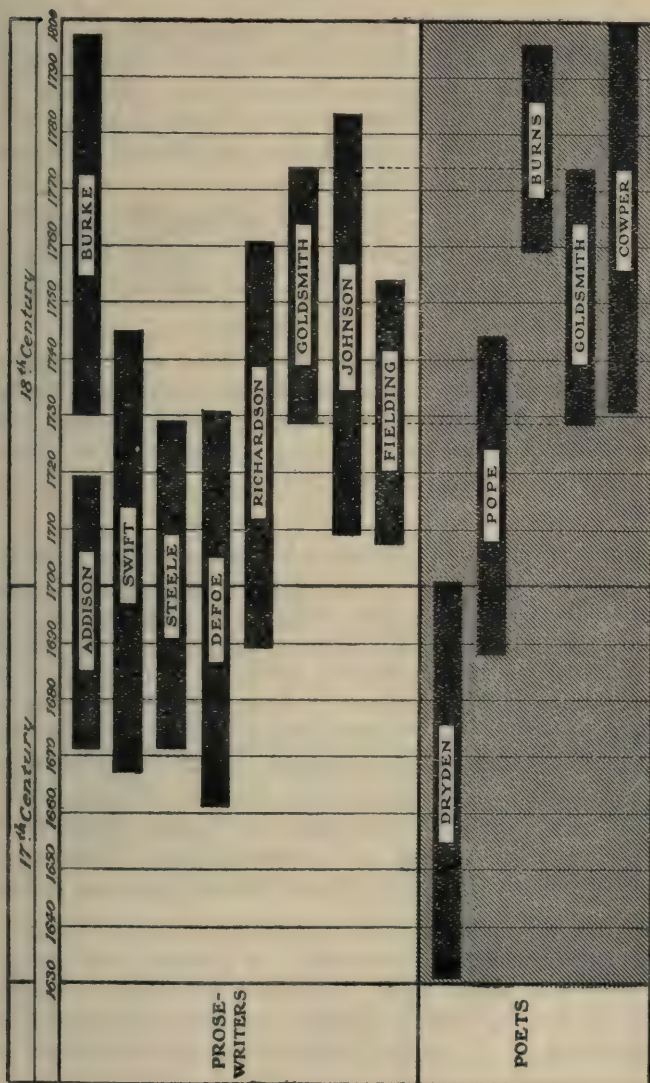 17th Century
18th Century
1630 1640 1650 1660 1670 1680 1690 1700 1710 1720 1730 1740 1750 1760 1770 1780 1790 1800
PROSE-
WRITERS
ADDISON
BURKE
SWIFT
STEELE
DEFOE
RICHARDSON
GOLDSMITH
JOHNSON
FIELDING
POETS
DRYDEN
POPE
BURNS
GOLDSMITH
COWPER